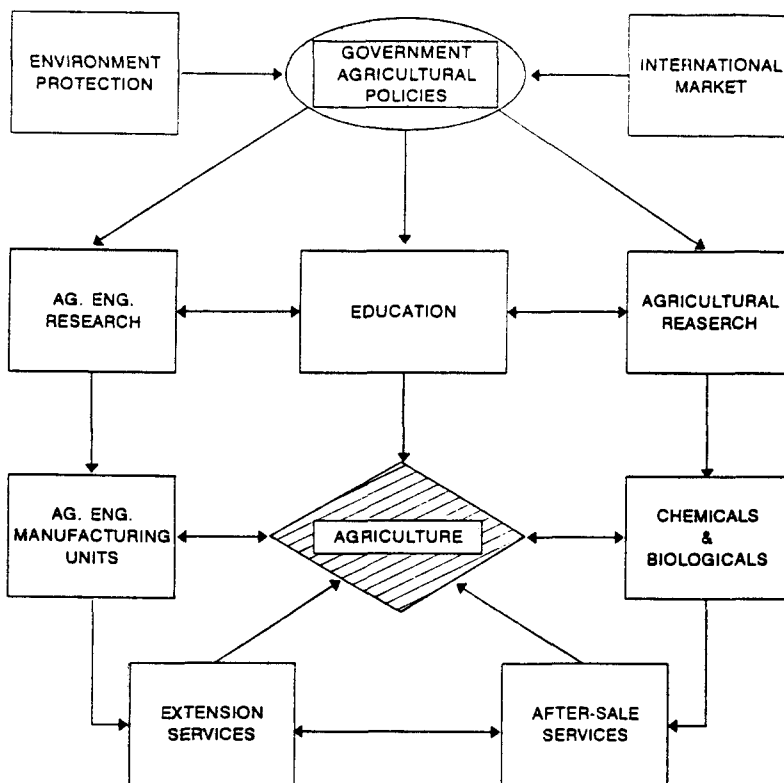 ENVIRONMENT
PROTECTION
GOVERNMENT
AGRICULTURAL
POLICIES
INTERNATIONAL
MARKET
AG. ENG.
RESEARCH
EDUCATION
AGRICULTURAL
REASERCH
AG. ENG.
MANUFACTURING
UNITS
AGRICULTURE
CHEMICALS
&
BIOLOGICALS
EXTENSION
SERVICES
AFTER-SALE
SERVICES